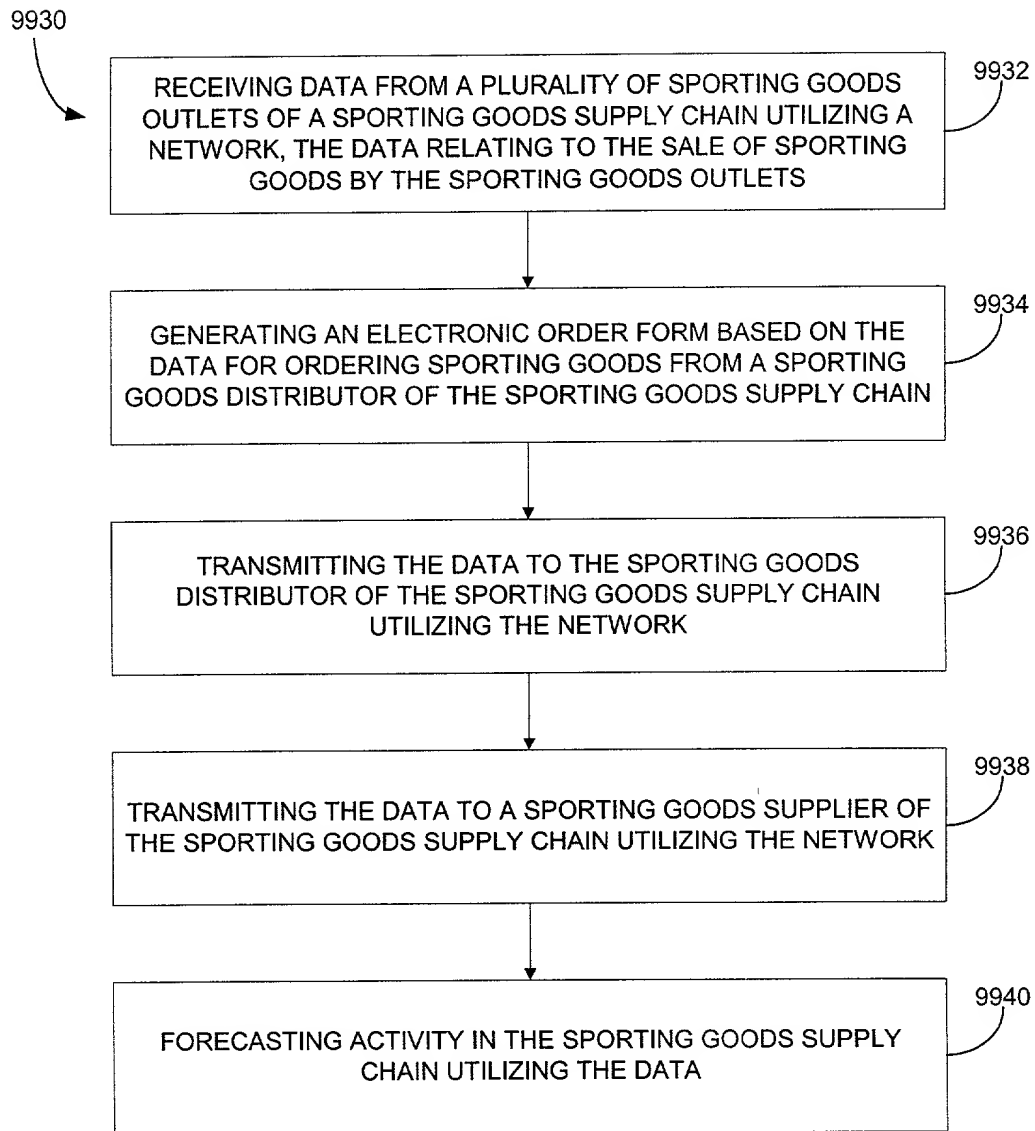 9930
9932
RECEIVING DATA FROM A PLURALITY OF SPORTING GOODS
OUTLETS OF A SPORTING GOODS SUPPLY CHAIN UTILIZING A
NETWORK, THE DATA RELATING TO THE SALE OF SPORTING
GOODS BY THE SPORTING GOODS OUTLETS
9934
GENERATING AN ELECTRONIC ORDER FORM BASED ON THE
DATA FOR ORDERING SPORTING GOODS FROM A SPORTING
GOODS DISTRIBUTOR OF THE SPORTING GOODS SUPPLY CHAIN
9936
TRANSMITTING THE DATA TO THE SPORTING GOODS
DISTRIBUTOR OF THE SPORTING GOODS SUPPLY CHAIN
UTILIZING THE NETWORK
9938
TRANSMITTING THE DATA TO A SPORTING GOODS SUPPLIER OF
THE SPORTING GOODS SUPPLY CHAIN UTILIZING THE NETWORK
9940
FORECASTING ACTIVITY IN THE SPORTING GOODS SUPPLY
CHAIN UTILIZING THE DATA